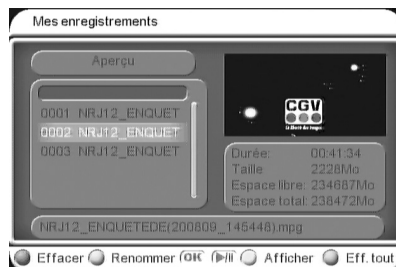 Mes enregistrements
Aperçu
0001 NRJ12_ENQUET
0002 NRJ12_ENQUET
0003 NRJ12_ENQUET
CGV
Durée: 00:41:34
Taille 2228Mo
Espace libre: 234687Mo
Espace total: 238472Mo
NRJ12_ENQUETEDE(200809_145448).mpg
Effacer Renommer OK Afficher Eff. tout